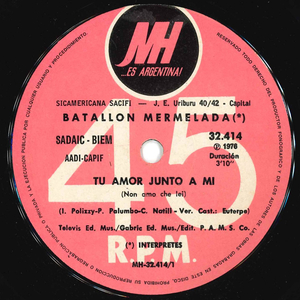 MH
...ES ARGENTINA!
SICAMERICANA SACIFI — J. E. Uriburu 40/42 - Capital
BATALLON MERMELADA(*)
SADAIC - BIEM
AADI-CAPIF
32.414
Ⓟ 1970
Duración
3'10"
45
TU AMOR JUNTO A MI
(Non amo che lei)
(I. Polizzy-P. Palumbo-C. Natili - Ver. Cast.: Euterpe)
Televis Ed. Mus./Gabric Ed. Mus./Edit. P. A. M. S. Co.
R.P.M.
(*) INTERPRETES
MH-32.414/1